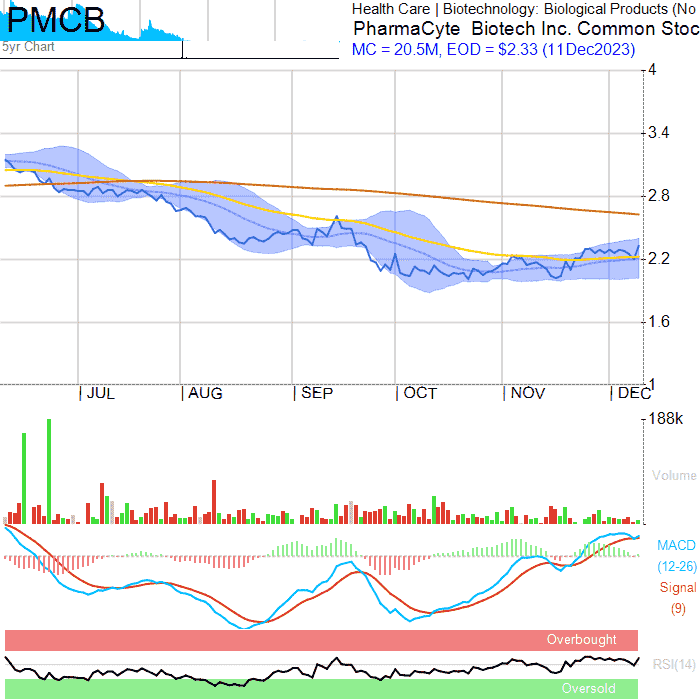 PMCB
5yr Chart
Health Care | Biotechnology: Biological Products (No
PharmaCyte Biotech Inc. Common Stoc
MC = 20.5M, EOD = $2.33 (11Dec2023)
4
3.4
2.8
2.2
1.6
1
| JUL | AUG | SEP | OCT | NOV | DEC
188k
Volume
MACD
(12-26)
Signal
(9)
Overbought
RSI(14)
Oversold